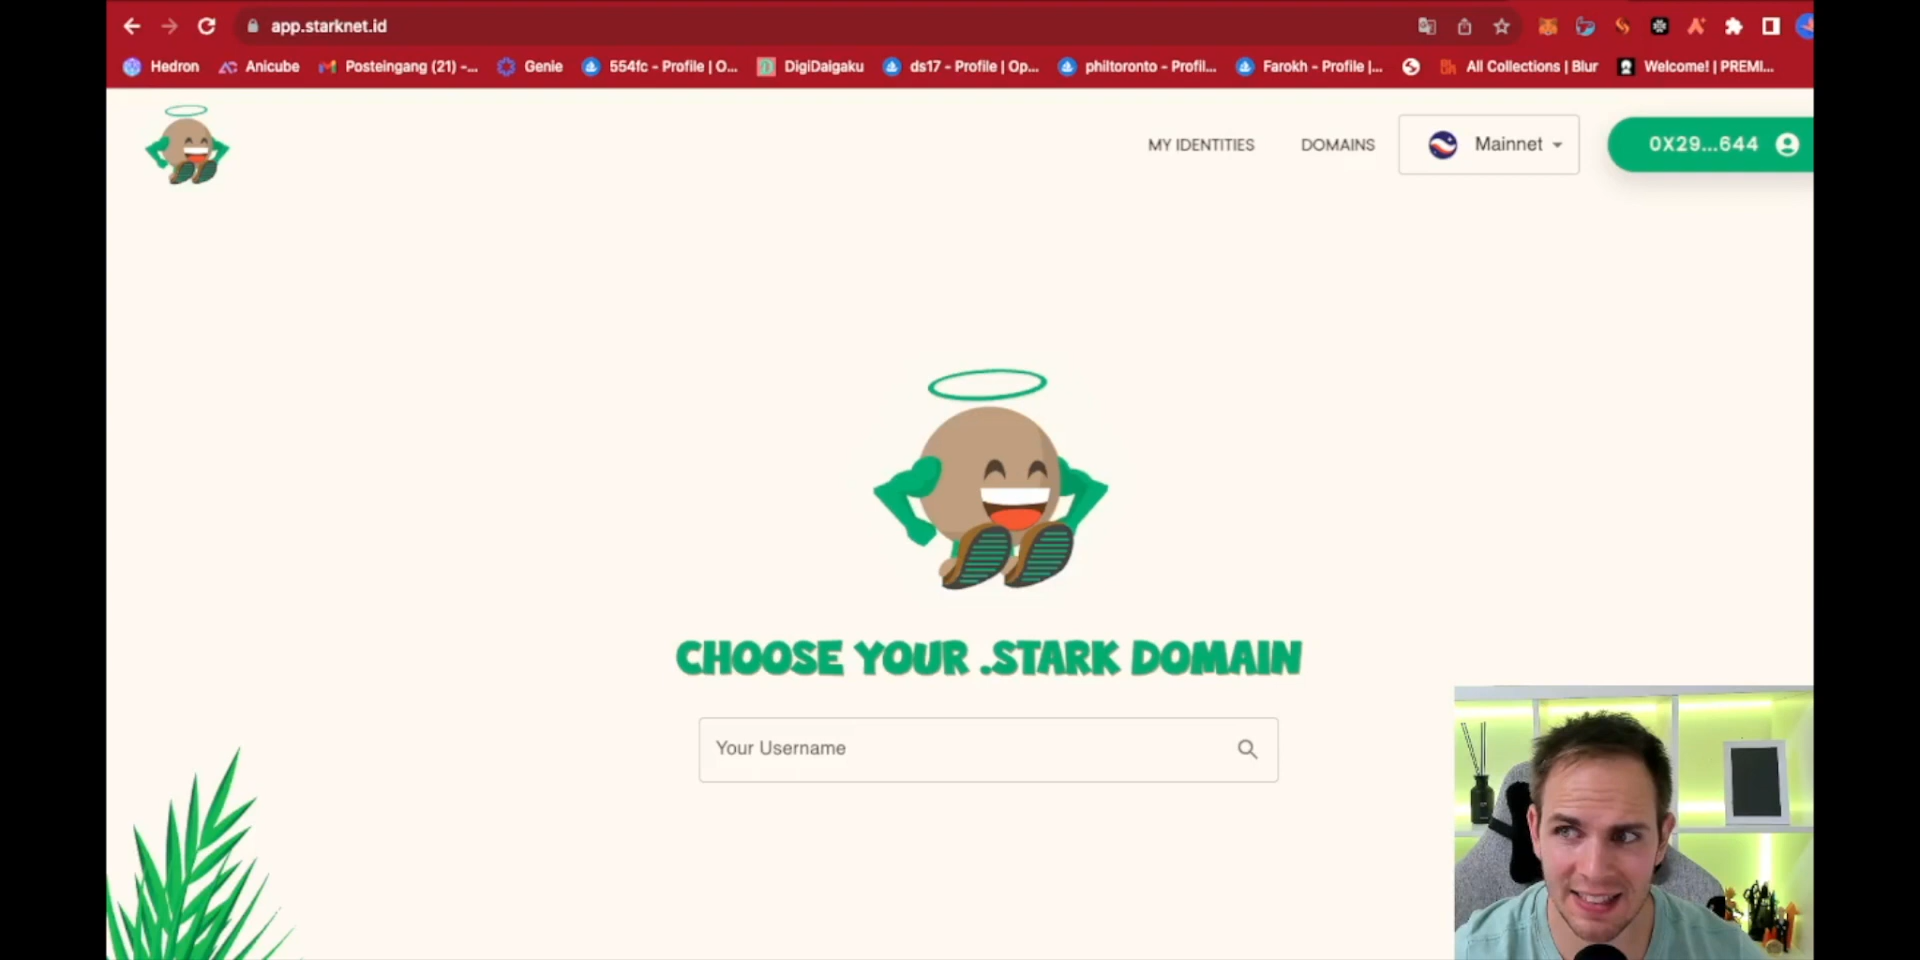 app.starknet.id
Hedron
Anicube
Posteingang (21) -...
Genie
554fc - Profile | O...
DigiDaigaku
ds17 - Profile | Op...
philtoronto - Profil...
Farokh - Profile |...
All Collections | Blur
Welcome! | PREMI...
MY IDENTITIES
DOMAINS
Mainnet
0X29...644
CHOOSE YOUR .STARK DOMAIN
Your Username